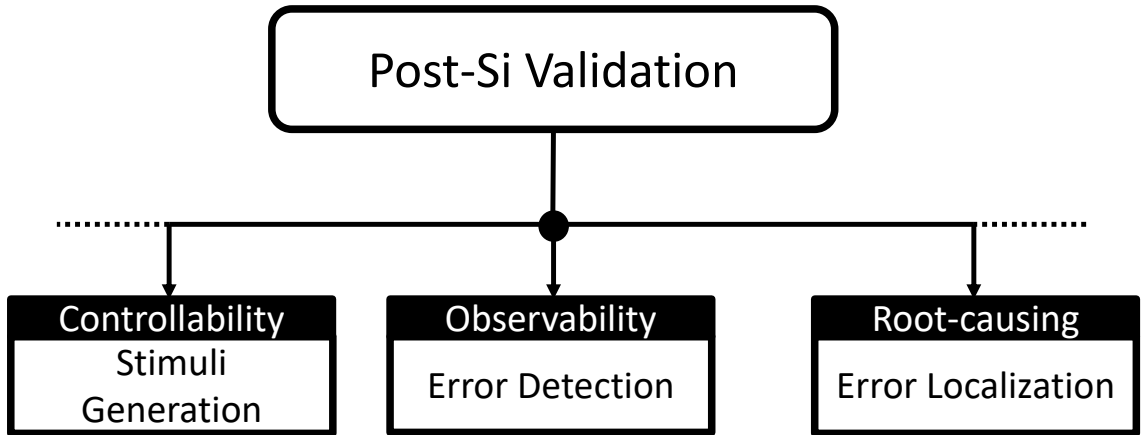 Post-Si Validation
Controllability
Stimuli
Generation
Observability
Error Detection
Root-causing
Error Localization